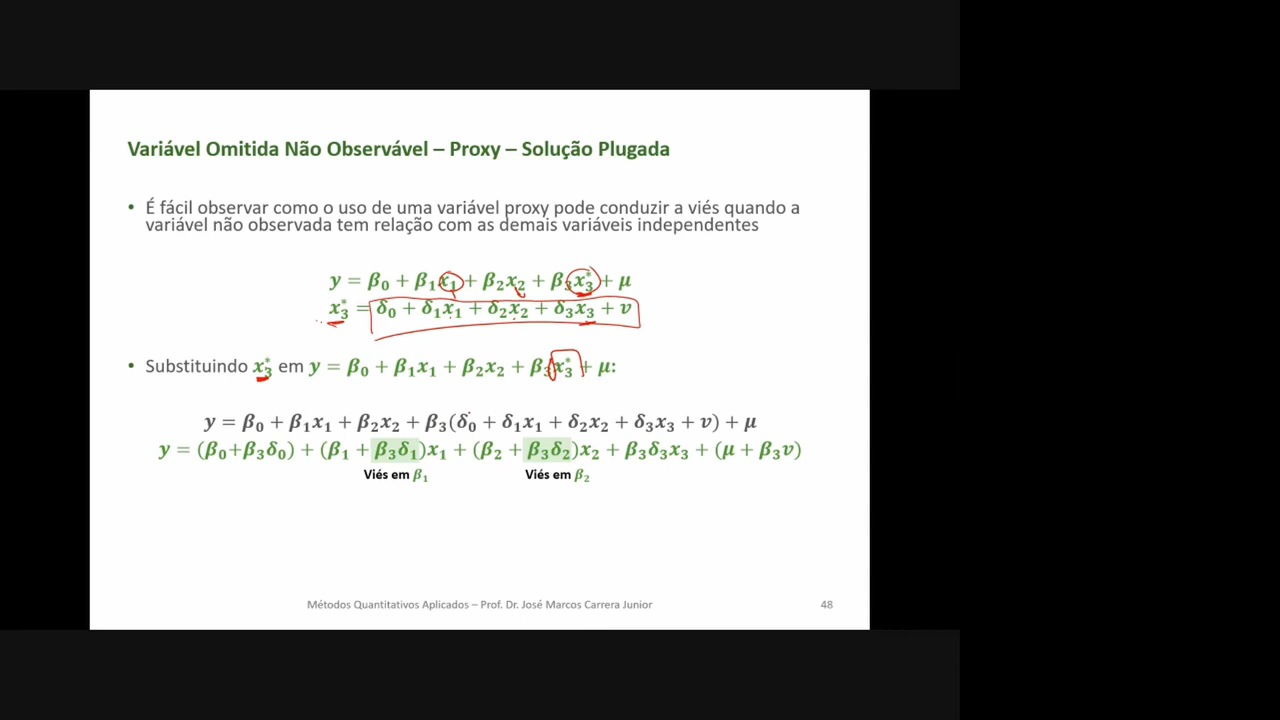 Variável Omitida Não Observável – Proxy – Solução Plugada
• É fácil observar como o uso de uma variável proxy pode conduzir a viés quando a
variável não observada tem relação com as demais variáveis independentes
y = β₀ + β₁x₁ + β₂x₂ + β₃x₃* + μ
x₃* = δ₀ + δ₁x₁ + δ₂x₂ + δ₃x₃ + v
• Substituindo x₃* em y = β₀ + β₁x₁ + β₂x₂ + β₃x₃* + μ:
y = β₀ + β₁x₁ + β₂x₂ + β₃(δ₀ + δ₁x₁ + δ₂x₂ + δ₃x₃ + v) + μ
y = (β₀+β₃δ₀) + (β₁ + β₃δ₁)x₁ + (β₂ + β₃δ₂)x₂ + β₃δ₃x₃ + (μ + β₃v)
Viés em β₁ Viés em β₂
Métodos Quantitativos Aplicados – Prof. Dr. José Marcos Carrera Junior 48